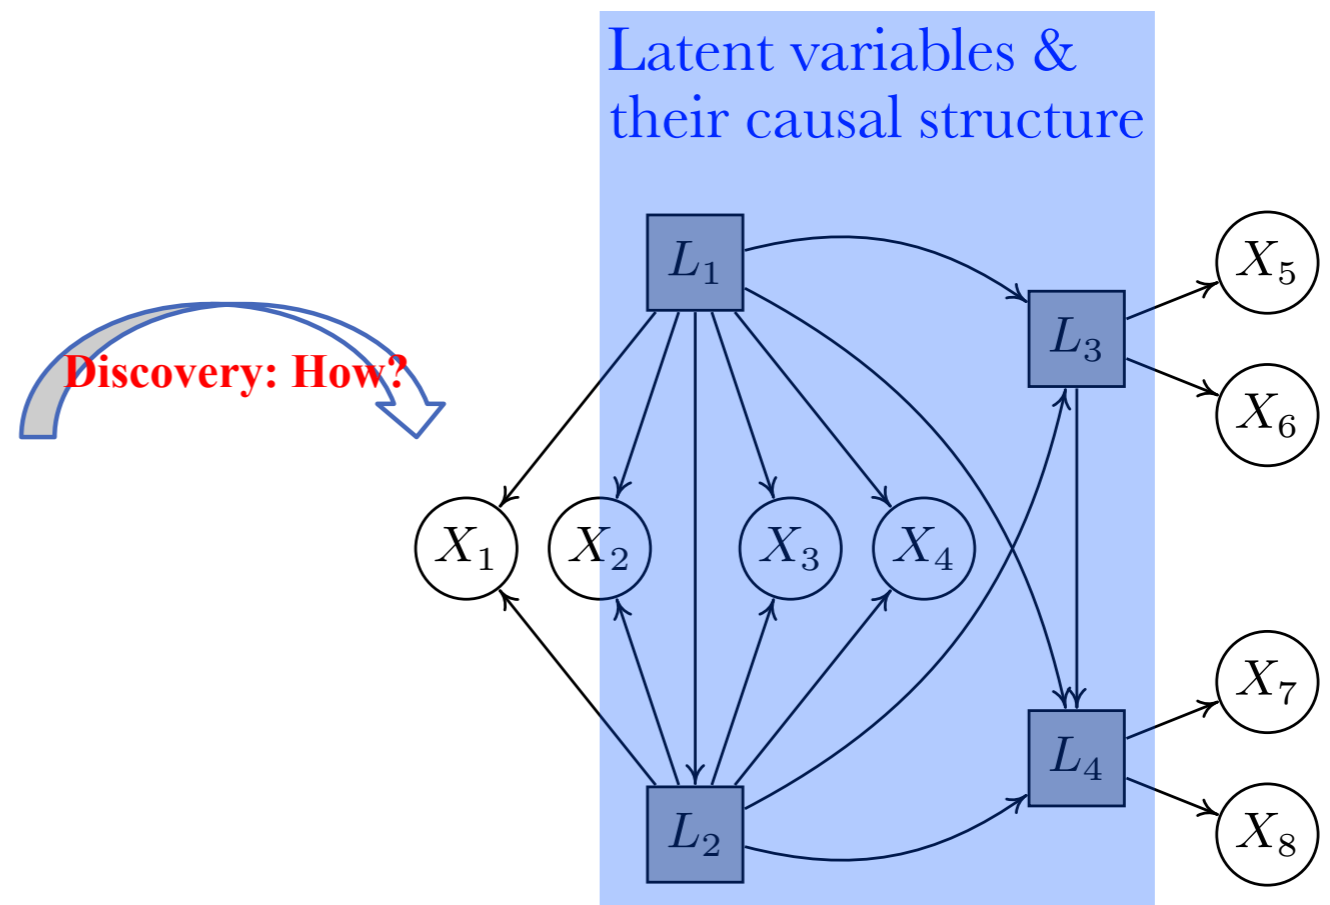 Latent variables &
their causal structure
L₁
X₅
L₃
Discovery: How?
X₆
X₁ X₂ X₃ X₄
X₇
L₄
L₂
X₈